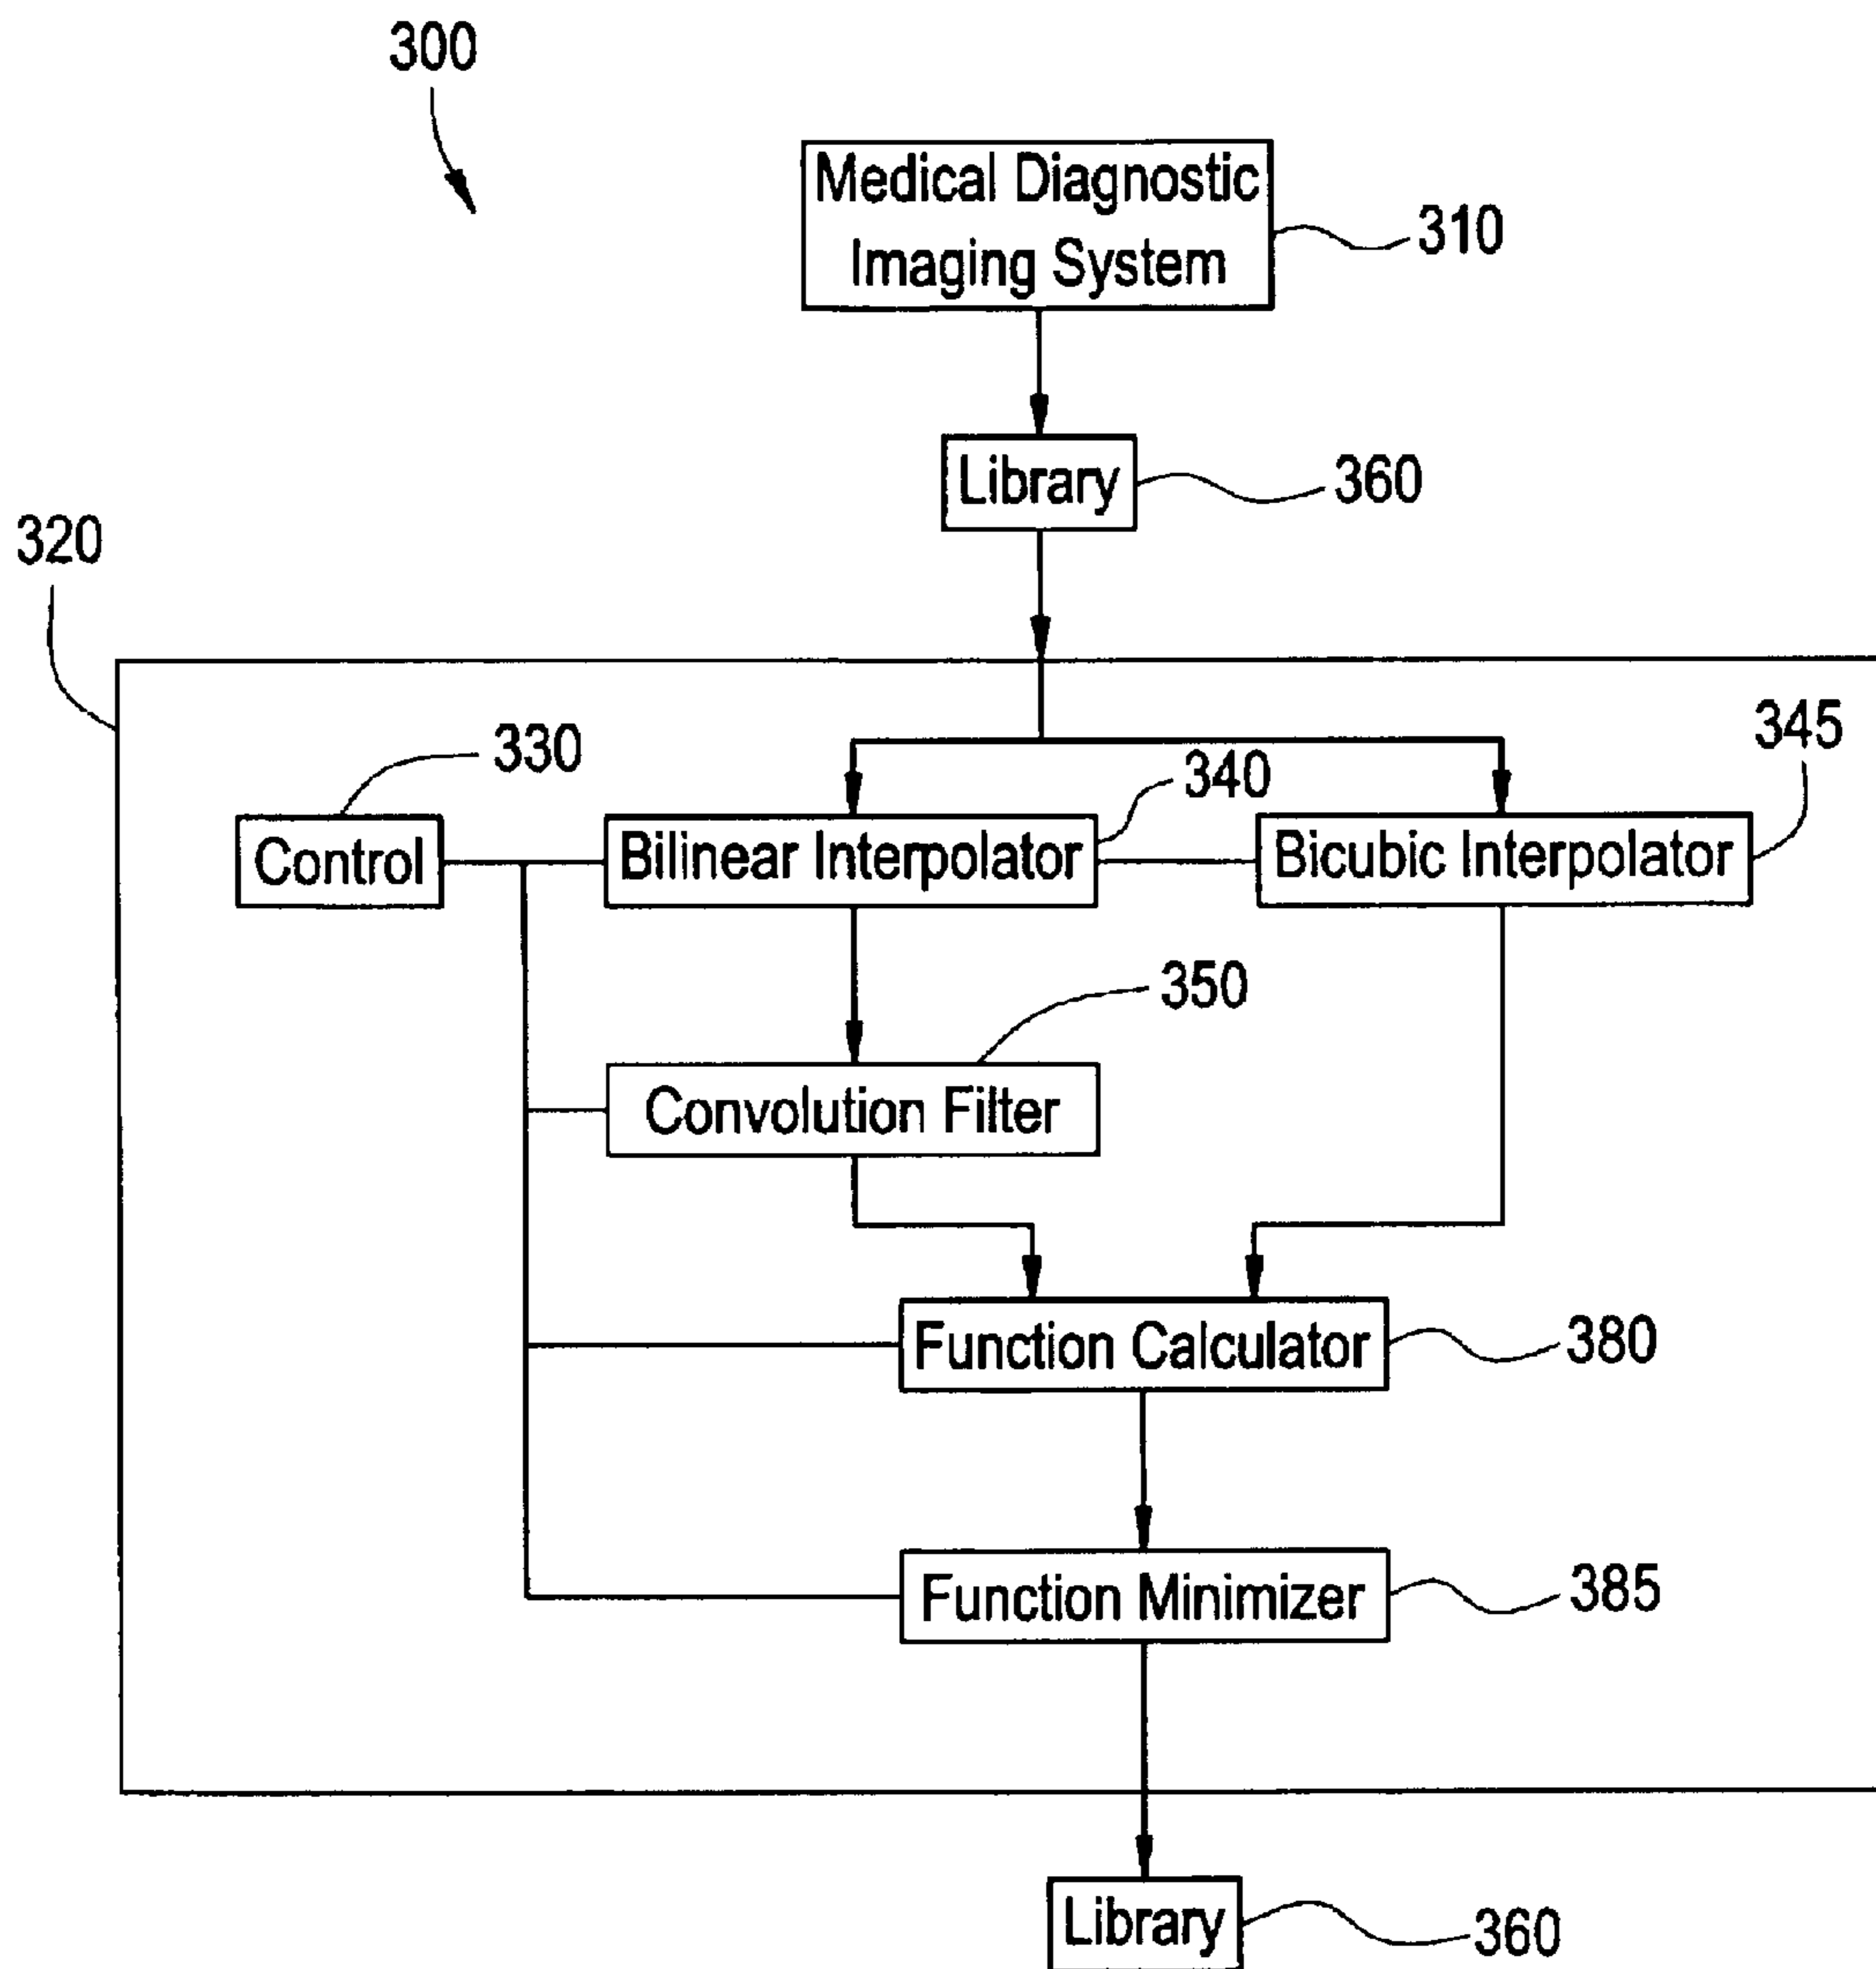 300
Medical Diagnostic
Imaging System
310
Library
360
320
330
345
340
Control
Bilinear Interpolator
Bicubic Interpolator
350
Convolution Filter
Function Calculator
380
Function Minimizer
385
Library
360